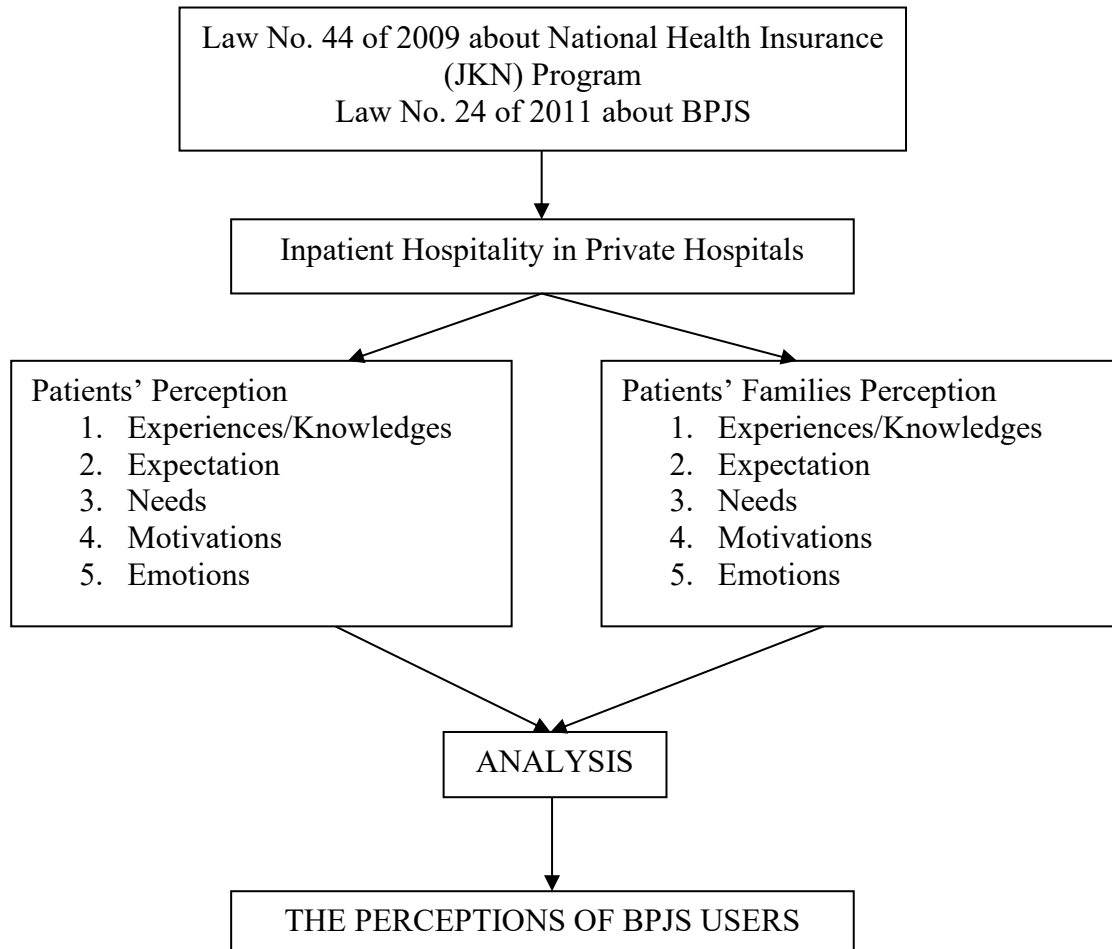 Law No. 44 of 2009 about National Health Insurance
(JKN) Program
Law No. 24 of 2011 about BPJS
Inpatient Hospitality in Private Hospitals
Patients’ Perception
1. Experiences/Knowledges
2. Expectation
3. Needs
4. Motivations
5. Emotions
Patients’ Families Perception
1. Experiences/Knowledges
2. Expectation
3. Needs
4. Motivations
5. Emotions
ANALYSIS
THE PERCEPTIONS OF BPJS USERS